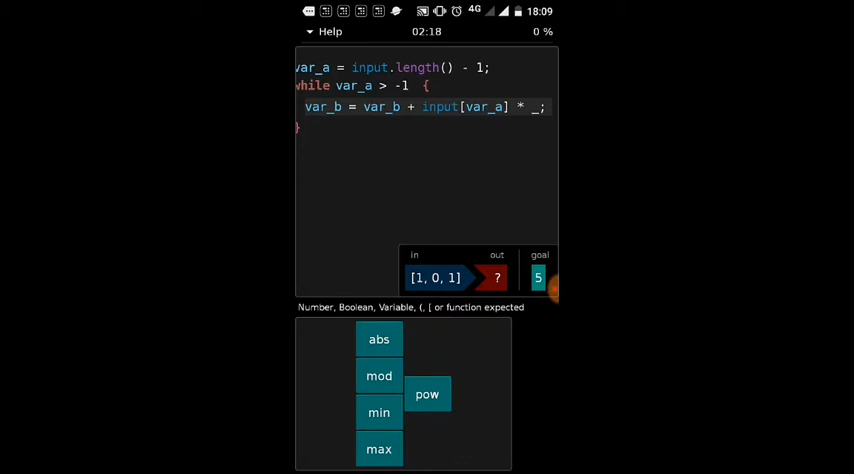 4G 18:09
Help 02:18 0 %
var_a = input.length() - 1;
while var_a > -1 {
var_b = var_b + input[var_a] * _;
}
in out goal
[1, 0, 1] ? 5
Number, Boolean, Variable, (, [ or function expected
abs
mod
pow
min
max